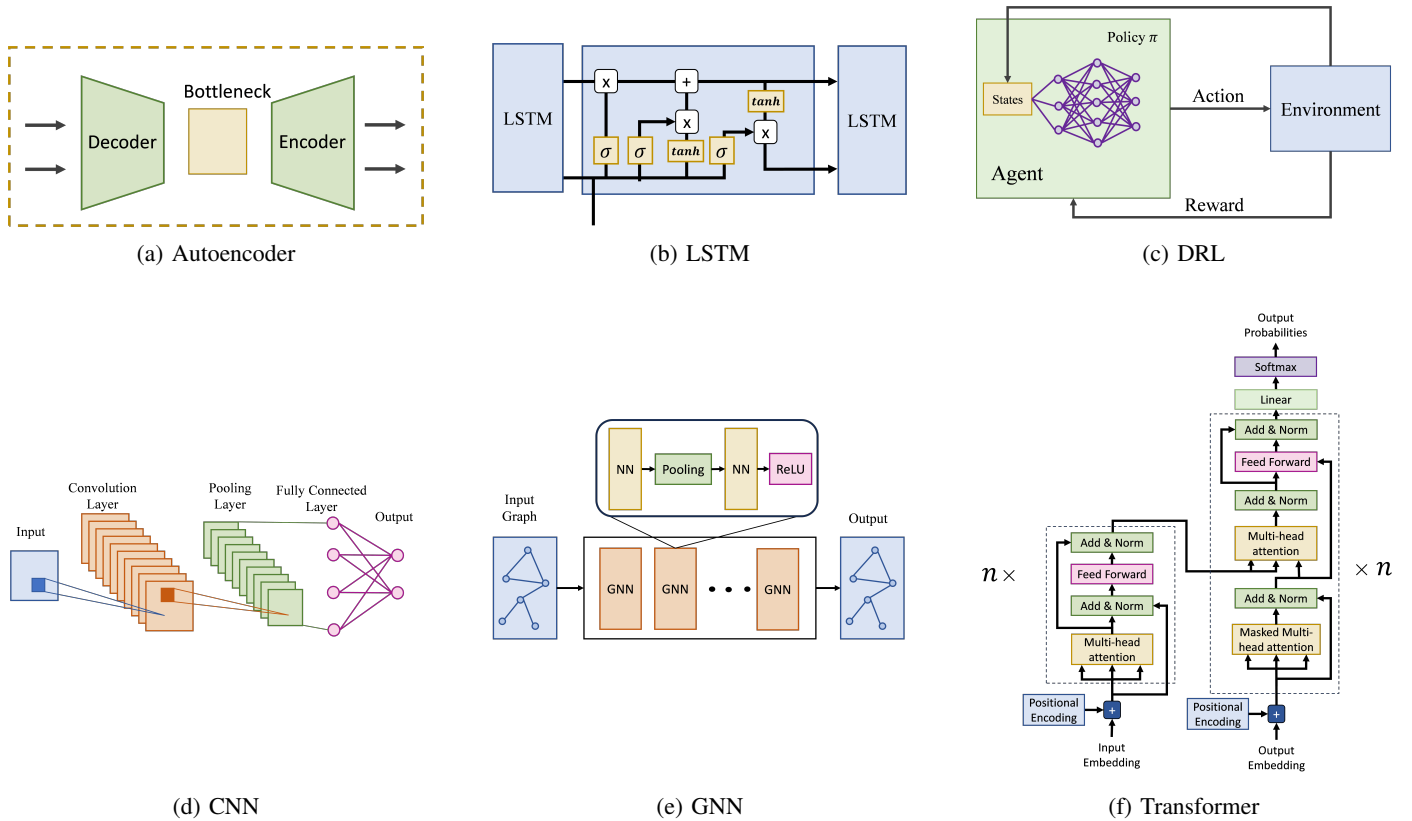 Decoder
Bottleneck
Encoder
(a) Autoencoder
LSTM
x
+
tanh
x
x
σ
σ
tanh
σ
LSTM
(b) LSTM
Policy π
States
Agent
Action
Environment
Reward
(c) DRL
Input
Convolution
Layer
Pooling
Layer
Fully Connected
Layer
Output
(d) CNN
NN
Pooling
NN
ReLU
Input
Graph
GNN
GNN
GNN
Output
(e) GNN
Output
Probabilities
Softmax
Linear
Add & Norm
Feed Forward
Add & Norm
Multi-head
attention
Add & Norm
Masked Multi-
head attention
× n
Positional
Encoding
+
Output
Embedding
n ×
Add & Norm
Feed Forward
Add & Norm
Multi-head
attention
Positional
Encoding
+
Input
Embedding
(f) Transformer